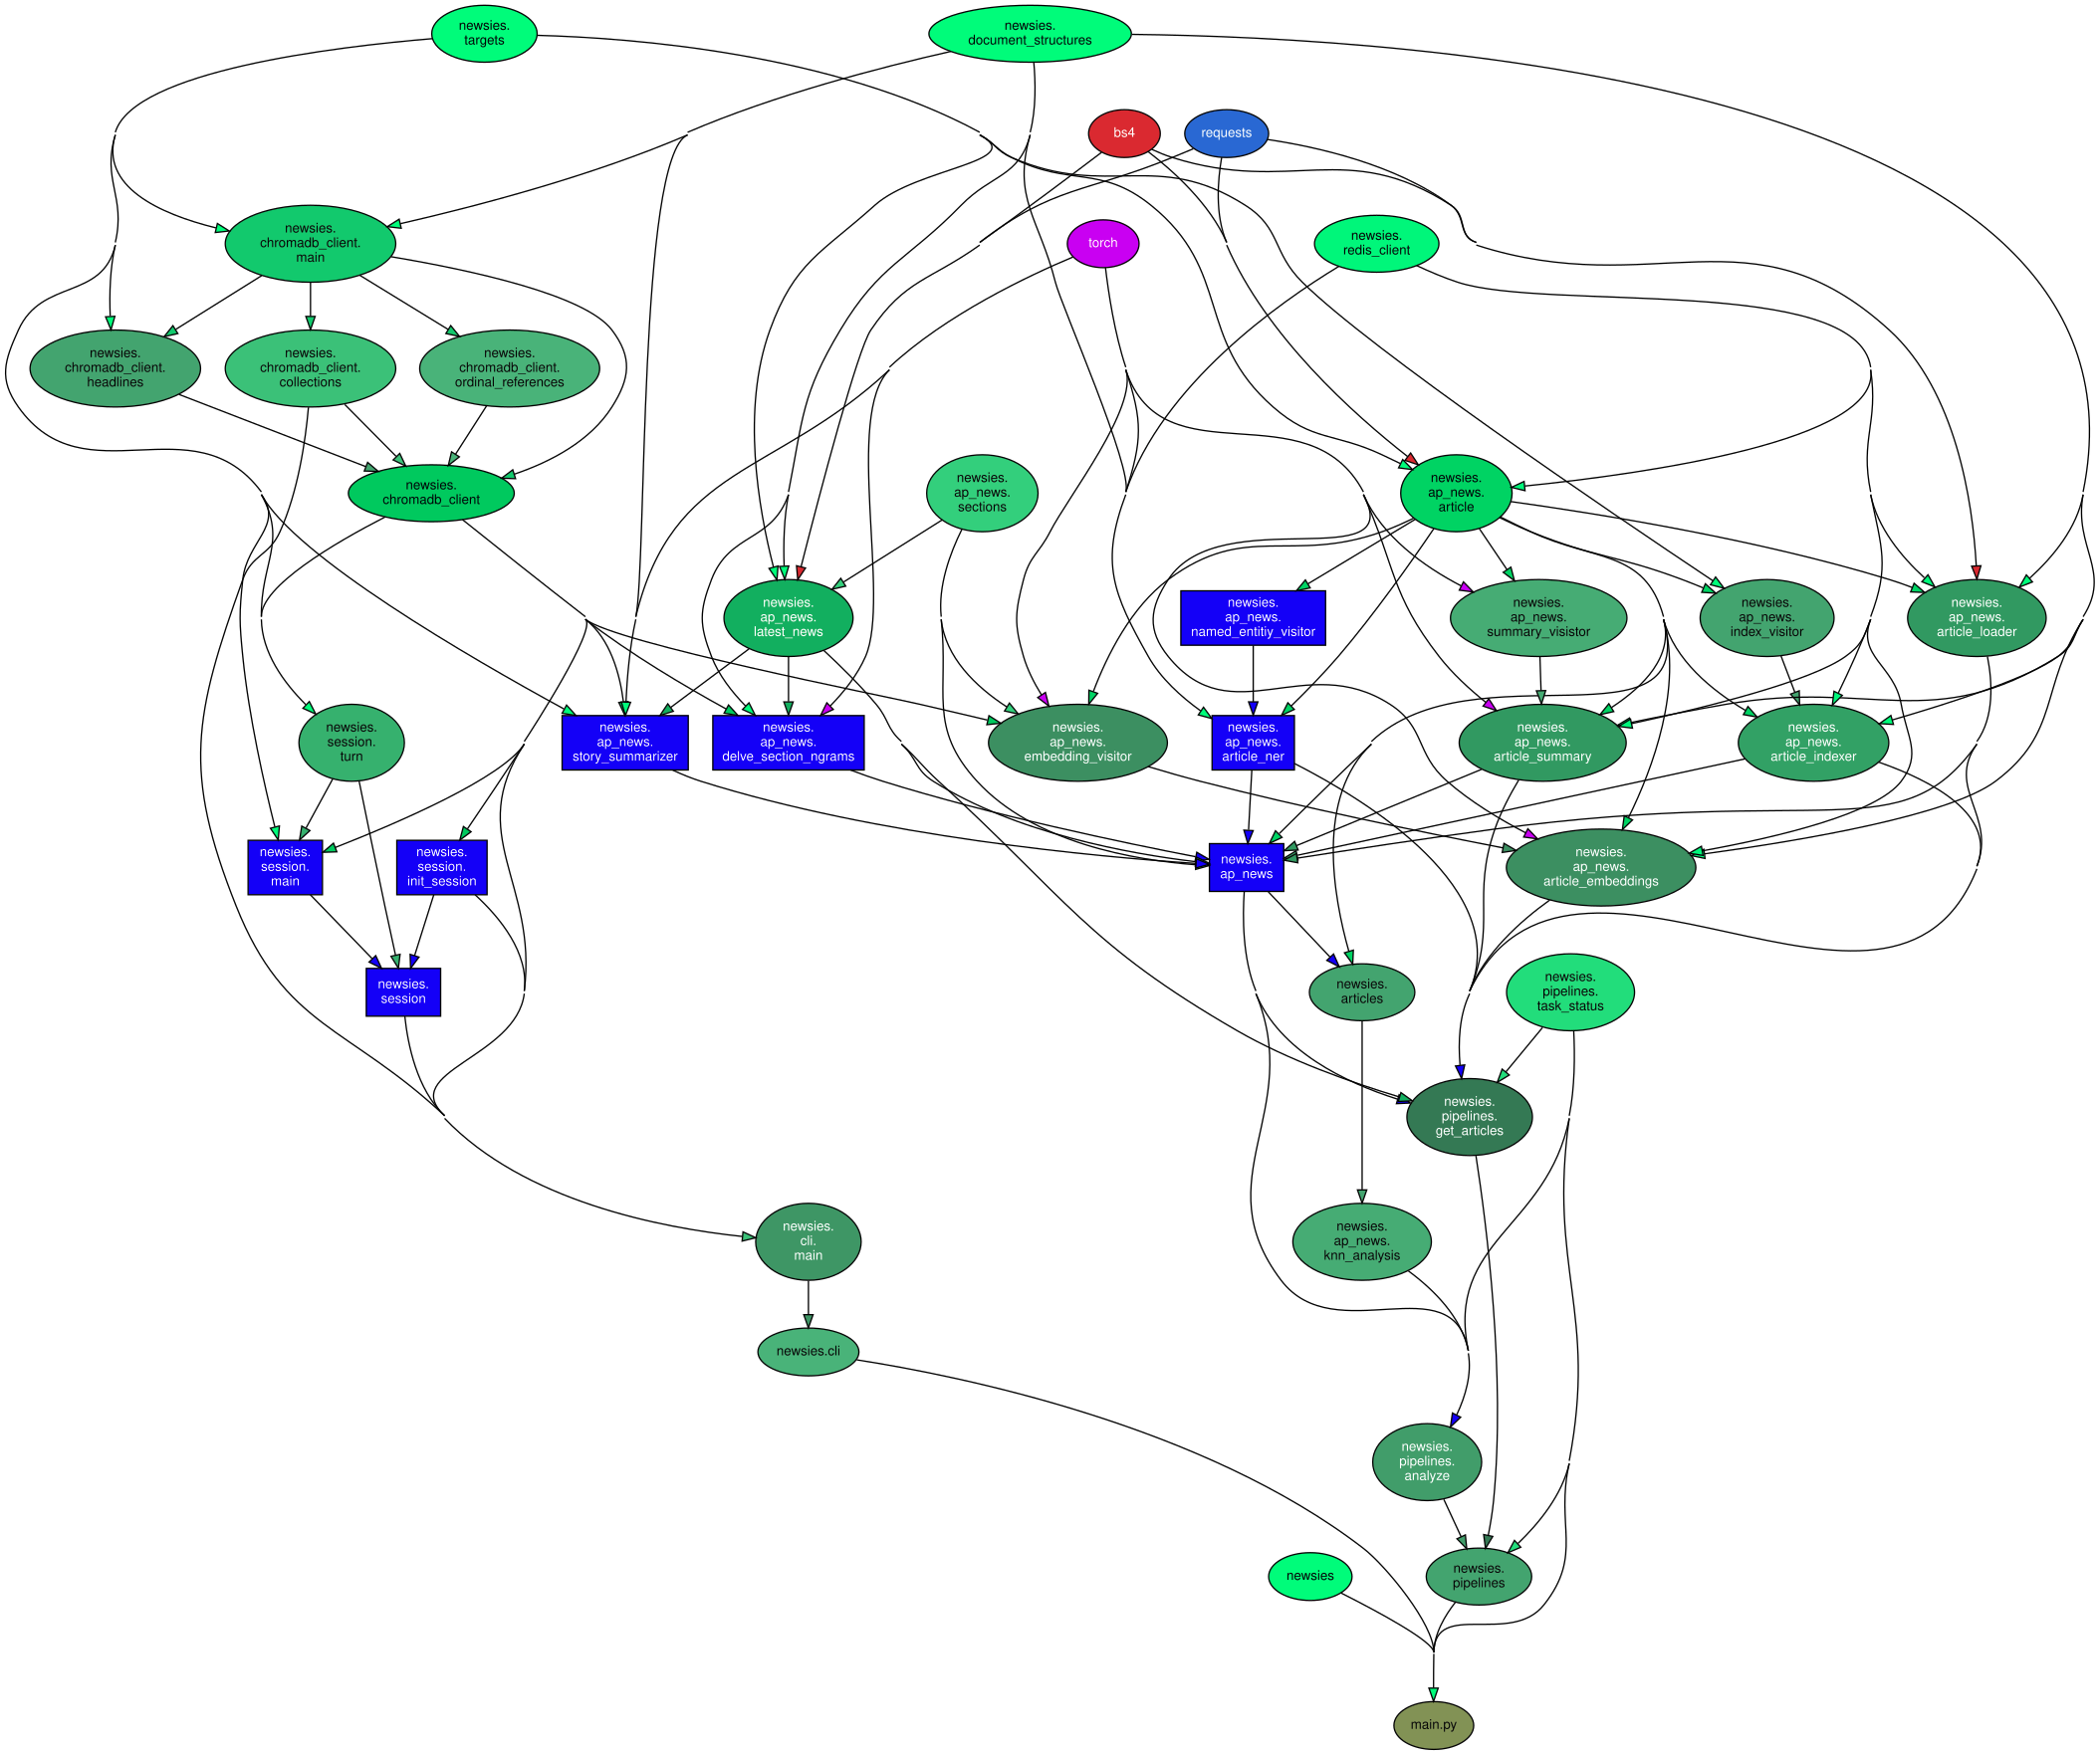 newsies.
targets
newsies.
document_structures
bs4
requests
newsies.
chromadb_client.
main
torch
newsies.
redis_client
newsies.
chromadb_client.
headlines
newsies.
chromadb_client.
collections
newsies.
chromadb_client.
ordinal_references
newsies.
chromadb_client
newsies.
ap_news.
sections
newsies.
ap_news.
article
newsies.
ap_news.
latest_news
newsies.
ap_news.
named_entitiy_visitor
newsies.
ap_news.
summary_visistor
newsies.
ap_news.
index_visitor
newsies.
ap_news.
article_loader
newsies.
session.
turn
newsies.
ap_news.
story_summarizer
newsies.
ap_news.
delve_section_ngrams
newsies.
ap_news.
embedding_visitor
newsies.
ap_news.
article_ner
newsies.
ap_news.
article_summary
newsies.
ap_news.
article_indexer
newsies.
session.
main
newsies.
session.
init_session
newsies.
ap_news
newsies.
ap_news.
article_embeddings
newsies.
session
newsies.
articles
newsies.
pipelines.
task_status
newsies.
pipelines.
get_articles
newsies.
cli.
main
newsies.
ap_news.
knn_analysis
newsies.cli
newsies.
pipelines.
analyze
newsies
newsies.
pipelines
main.py